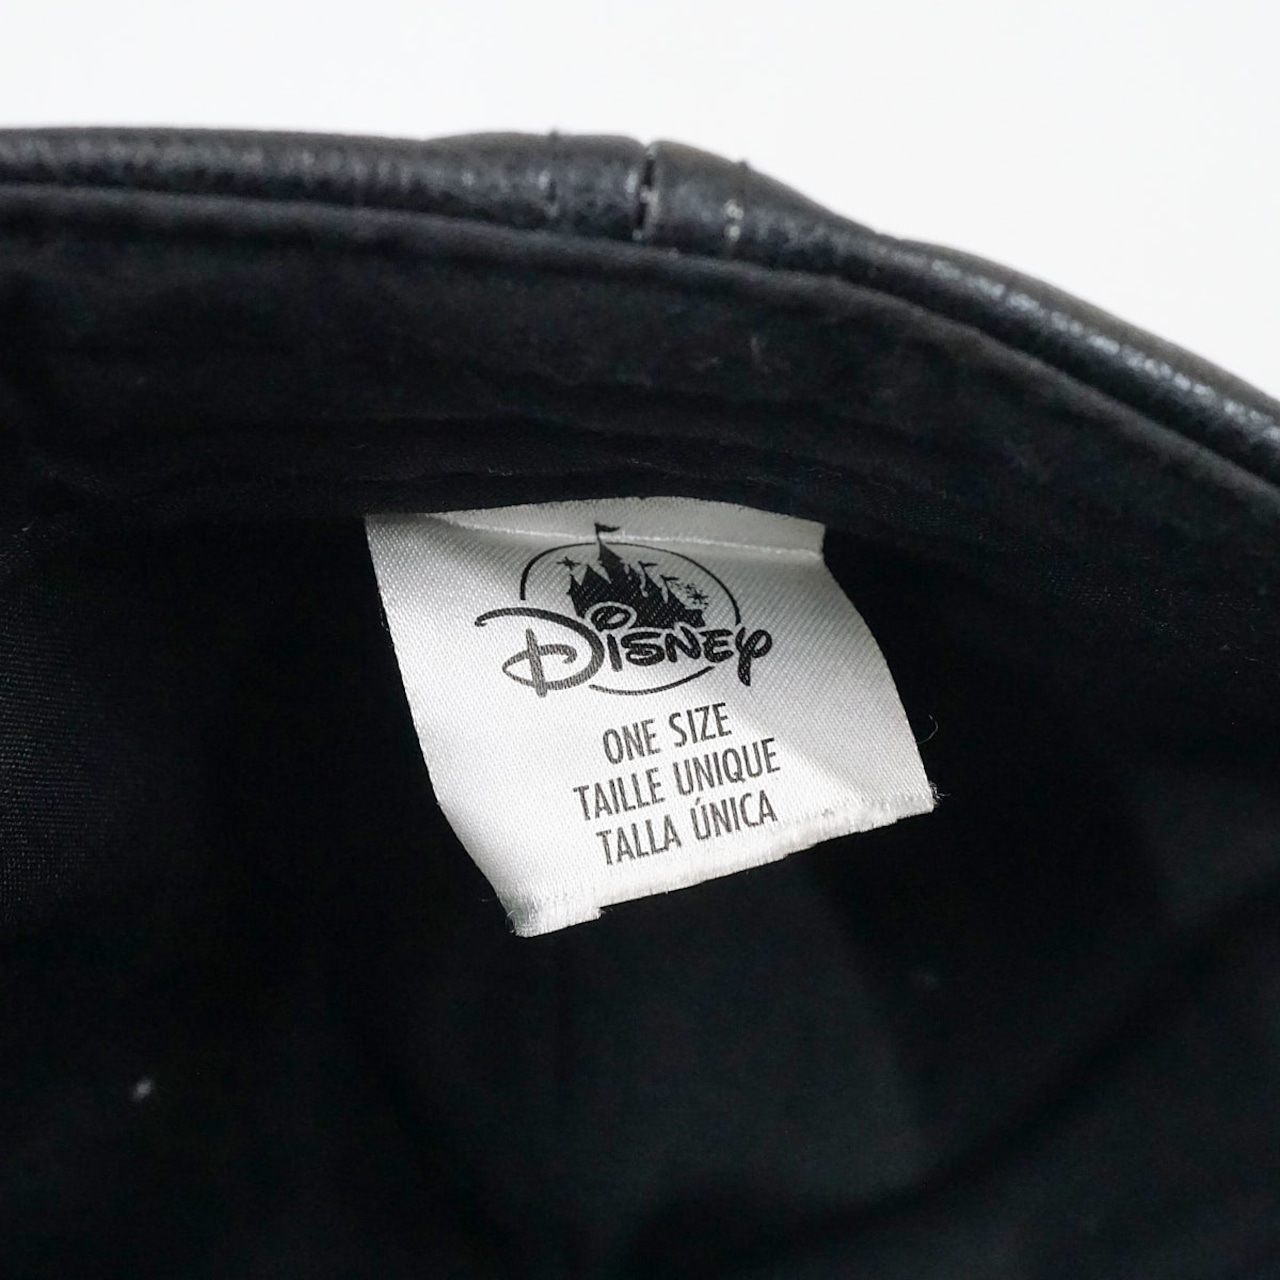 Disney
ONE SIZE
TAILLE UNIQUE
TALLA ÚNICA